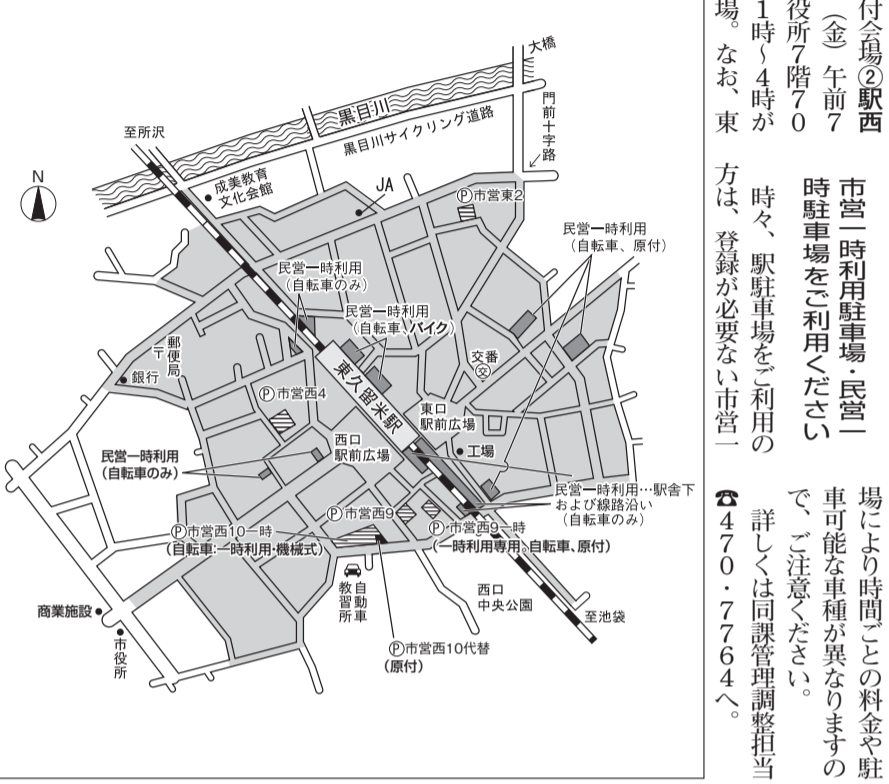 付会場②駅西
（金）午前７
役所７階７０
１時～４時が
場。なお、東
市営一時利用駐車場・民営一
時駐車場をご利用ください
時々、駅駐車場をご利用の
方は、登録が必要ない市営一
場により時間ごとの料金や駐
車可能な車種が異なりますの
で、ご注意ください。
詳しくは同課管理調整担当
☎４７０・７７６４へ。
大橋
黒目川
黒目川サイクリング道路
門前十字路
至所沢
N
成美教育
文化会館
JA
Ⓟ市営東2
民営一時利用
（自転車、原付）
民営一時利用
（自転車のみ）
民営一時利用
（自転車、バイク）
郵便局
〒
銀行
交番
交
東久留米駅
Ⓟ市営西4
東口
駅前広場
西口
駅前広場
工場
民営一時利用
（自転車のみ）
民営一時利用…駅舎下
および線路沿い
（自転車のみ）
Ⓟ市営西9
Ⓟ市営西10一時
（自転車：一時利用・機械式）
Ⓟ市営西9一時
（一時利用専用。自転車、原付）
自動車
教習所
西口
中央公園
至池袋
商業施設
市役所
Ⓟ市営西10代替
（原付）